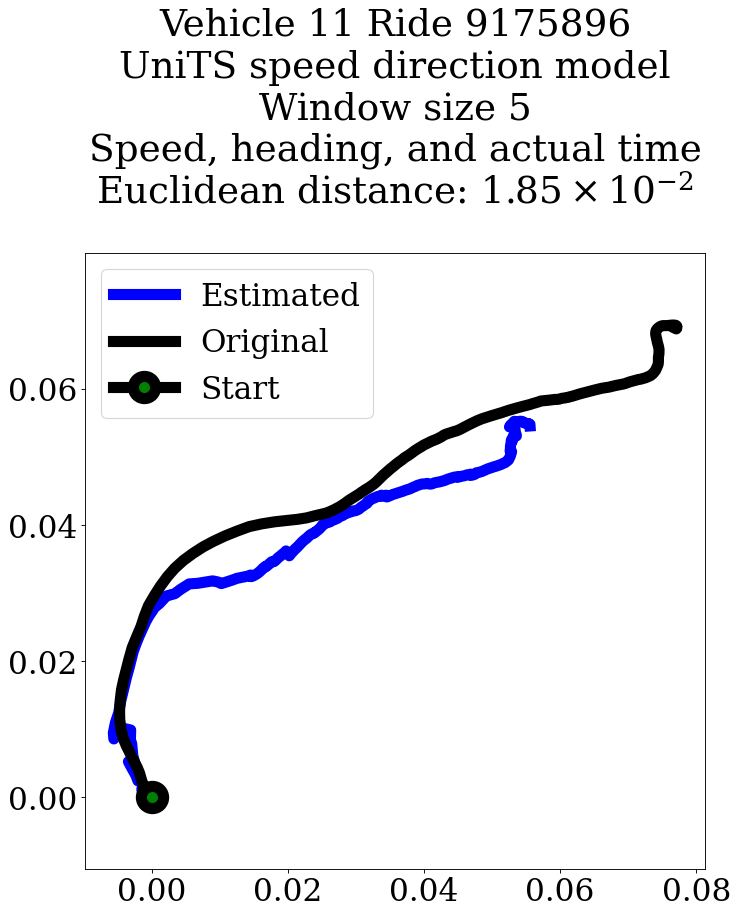 Vehicle 11 Ride 9175896
UniTS speed direction model
Window size 5
Speed, heading, and actual time
Euclidean distance: 1.85 × 10⁻²
Estimated
Original
Start
0.06
0.04
0.02
0.00
0.00 0.02 0.04 0.06 0.08